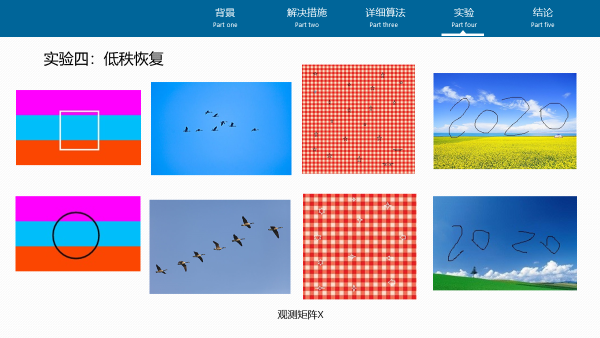 背景
Part one
解决措施
Part two
详细算法
Part three
实验
Part four
结论
Part five
实验四：低秩恢复
2020
2020
观测矩阵X